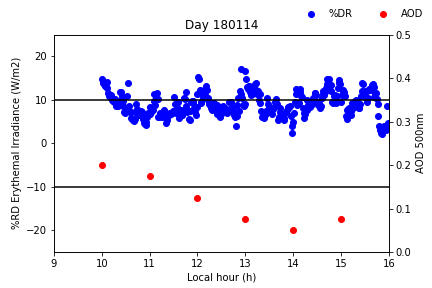 %DR AOD
Day 180114
%RD Erythermal Irradiance (W/m2)
20
10
0
−10
−20
0.5
0.4
0.3
0.2
0.1
0.0
AOD 500nm
9 10 11 12 13 14 15 16
Local hour (h)